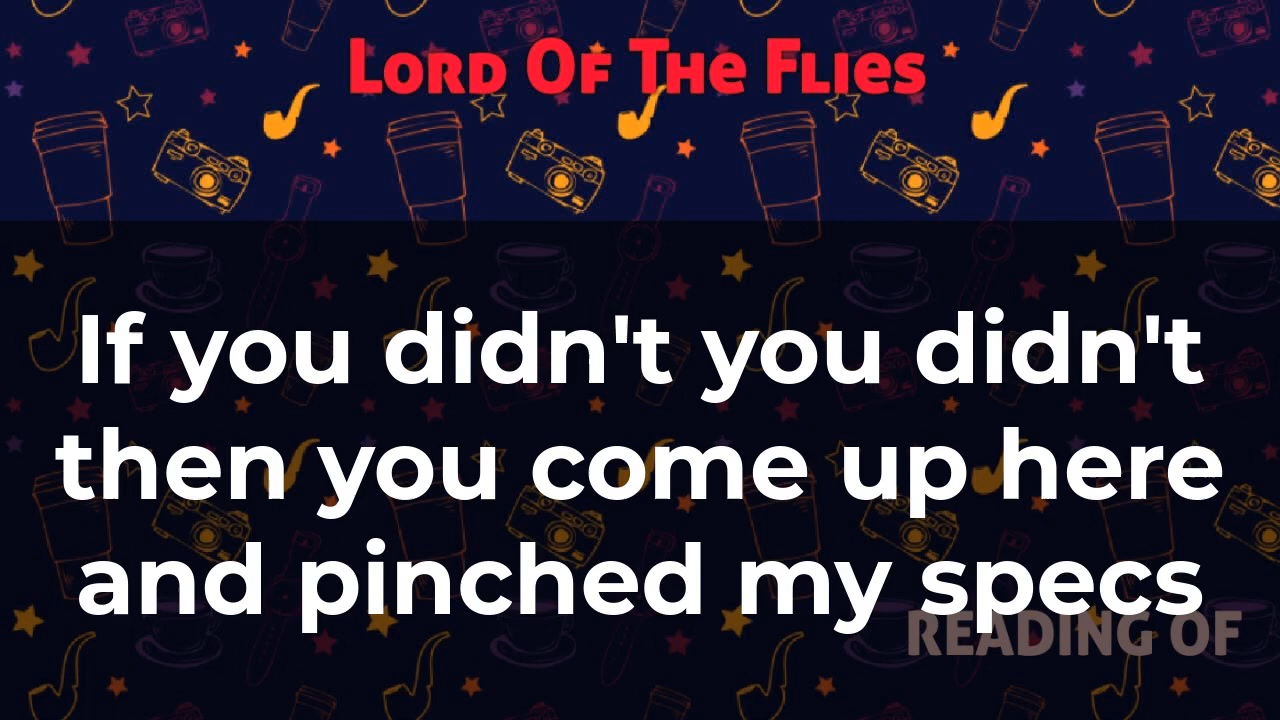 Lord Of The Flies
If you didn't you didn't
then you come up here
and pinched my specs
READING OF